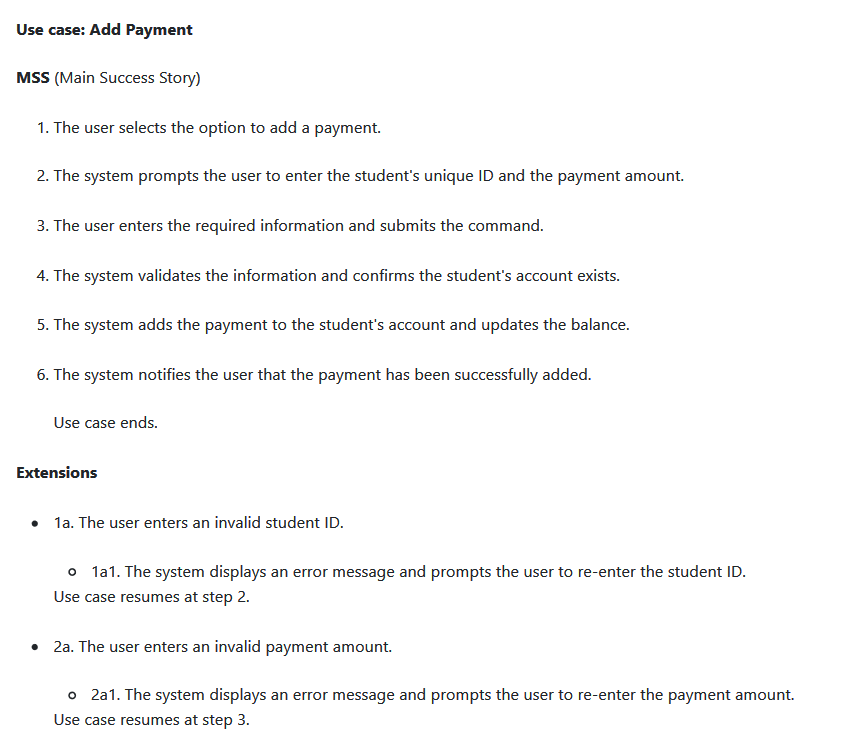 Use case: Add Payment
MSS (Main Success Story)
1. The user selects the option to add a payment.
2. The system prompts the user to enter the student's unique ID and the payment amount.
3. The user enters the required information and submits the command.
4. The system validates the information and confirms the student's account exists.
5. The system adds the payment to the student's account and updates the balance.
6. The system notifies the user that the payment has been successfully added.
Use case ends.
Extensions
• 1a. The user enters an invalid student ID.
◦ 1a1. The system displays an error message and prompts the user to re-enter the student ID.
Use case resumes at step 2.
• 2a. The user enters an invalid payment amount.
◦ 2a1. The system displays an error message and prompts the user to re-enter the payment amount.
Use case resumes at step 3.